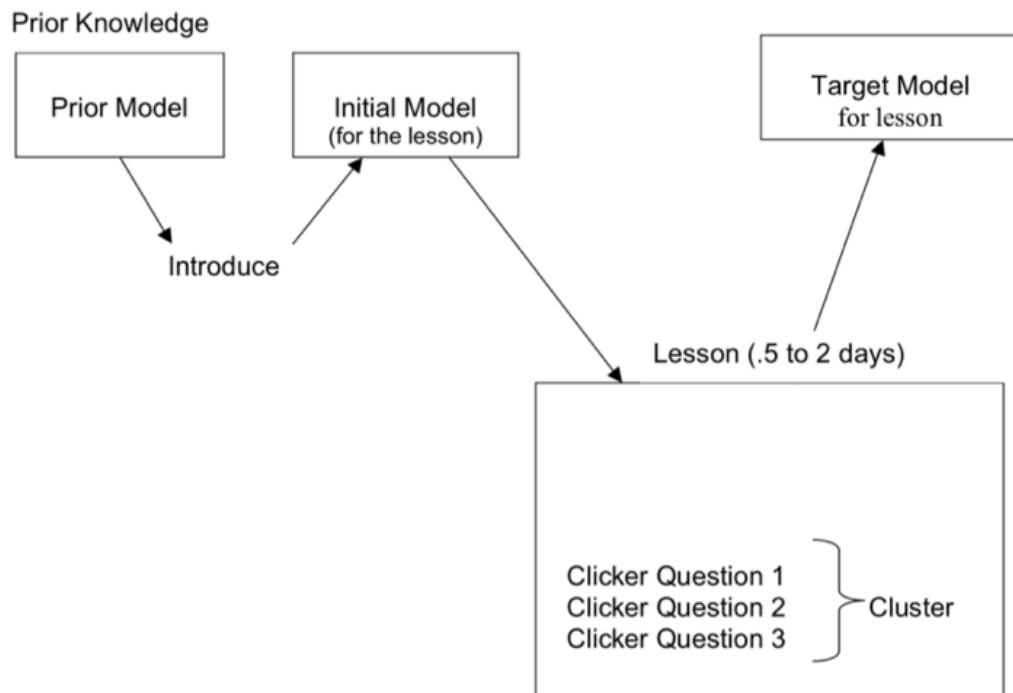 Prior Knowledge
Prior Model
Initial Model
(for the lesson)
Target Model
for lesson
Introduce
Lesson (.5 to 2 days)
Clicker Question 1
Clicker Question 2
Clicker Question 3
Cluster